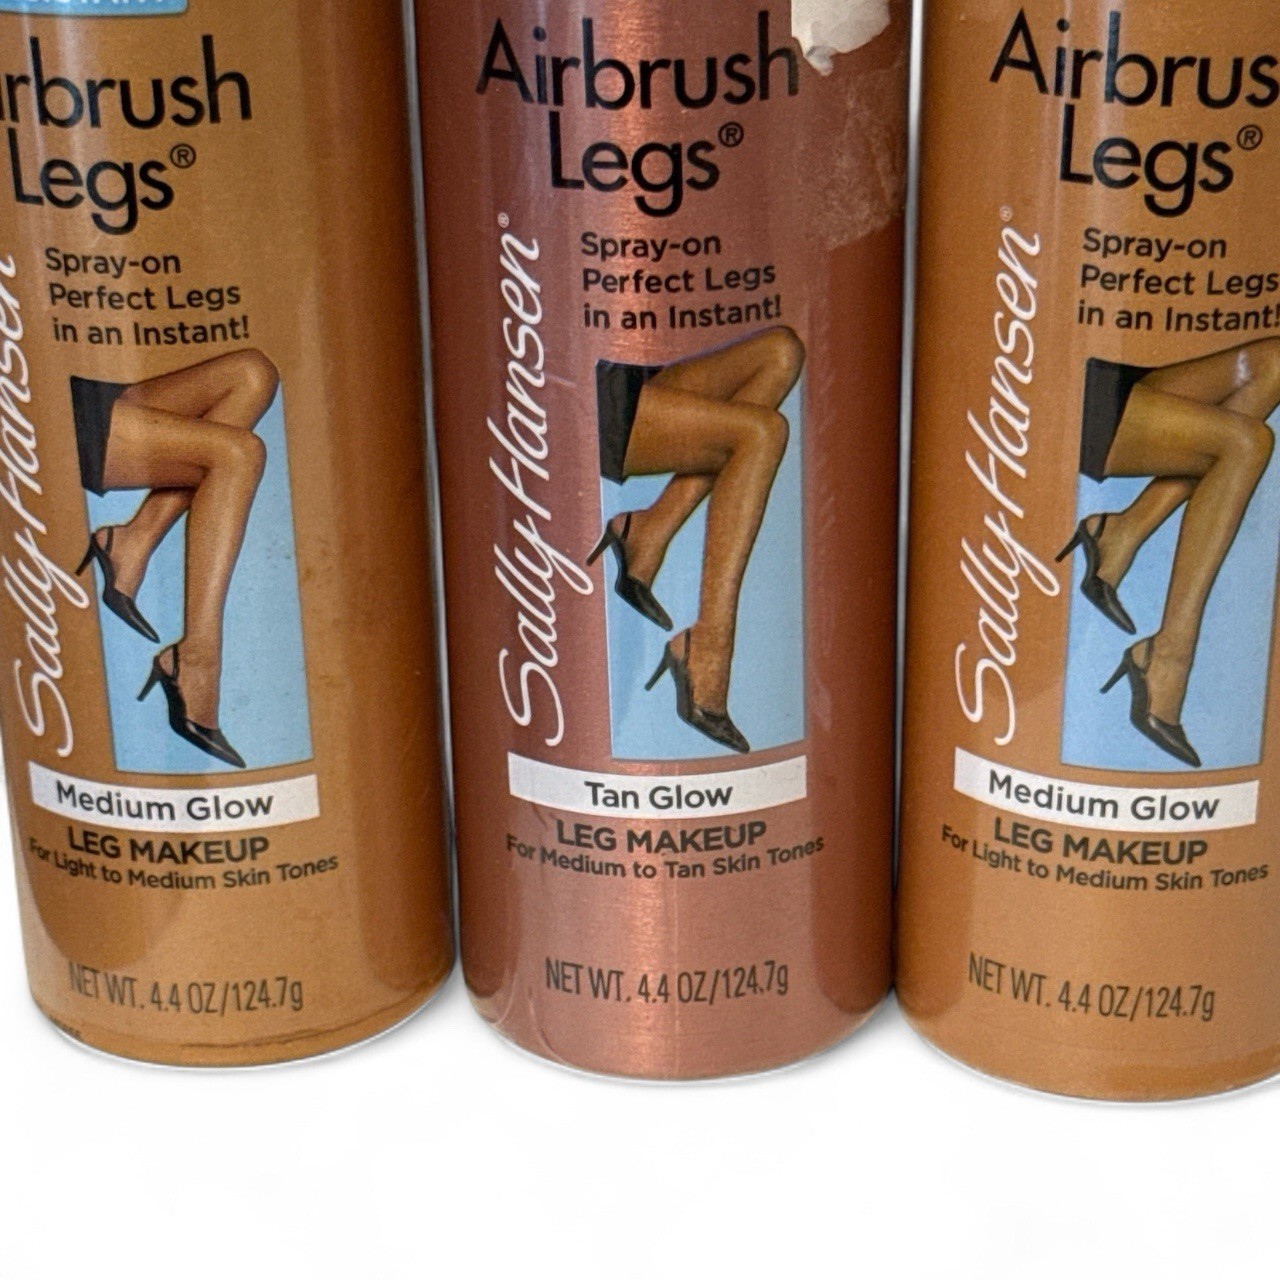 Airbrush
Legs®
Spray-on
Perfect Legs
in an Instant!
Sally Hansen
Medium Glow
LEG MAKEUP
For Light to Medium Skin Tones
NET WT. 4.4 OZ/124.7g
Airbrush
Legs®
Spray-on
Perfect Legs
in an Instant!
Sally Hansen®
Tan Glow
LEG MAKEUP
For Medium to Tan Skin Tones
NET WT. 4.4 OZ/124.7g
Airbrus
Legs®
Spray-on
Perfect Legs
in an Instant!
Sally Hansen®
Medium Glow
LEG MAKEUP
For Light to Medium Skin Tones
NET WT. 4.4 OZ/124.7g